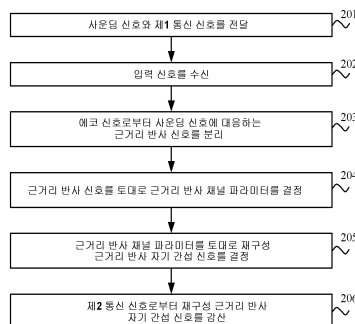 201
사운딩 신호와 제1 통신 신호를 전달
202
입력 신호를 수신
203
에코 신호로부터 사운딩 신호에 대응하는
근거리 반사 신호를 분리
204
근거리 반사 신호를 토대로 근거리 반사 채널 파라미터를 결정
205
근거리 반사 채널 파라미터를 토대로 재구성
근거리 반사 자기 간섭 신호를 결정
206
제2 통신 신호로부터 재구성 근거리 반사
자기 간섭 신호를 감산